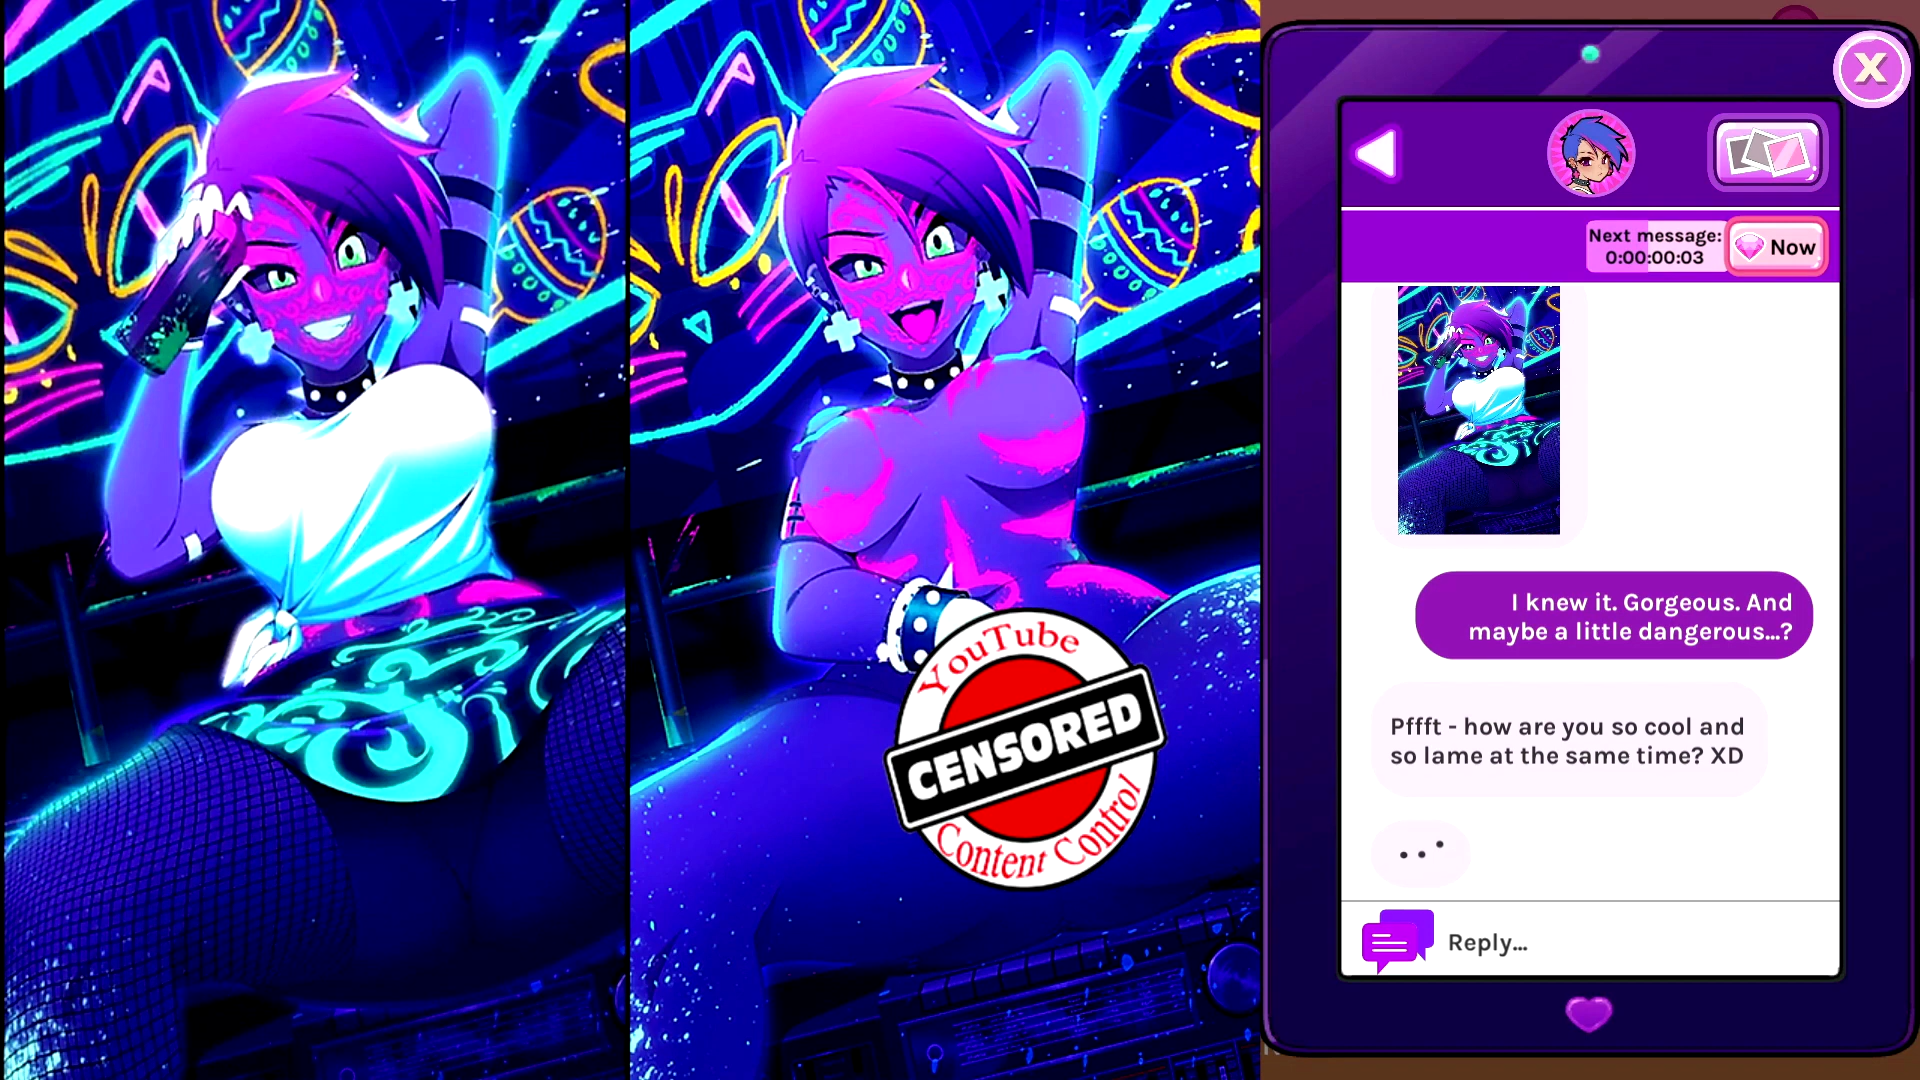 YouTube
CENSORED
Content Control
X
Next message:
0:00:00:03
Now
I knew it. Gorgeous. And
maybe a little dangerous...?
Pffft - how are you so cool and
so lame at the same time? XD
Reply...